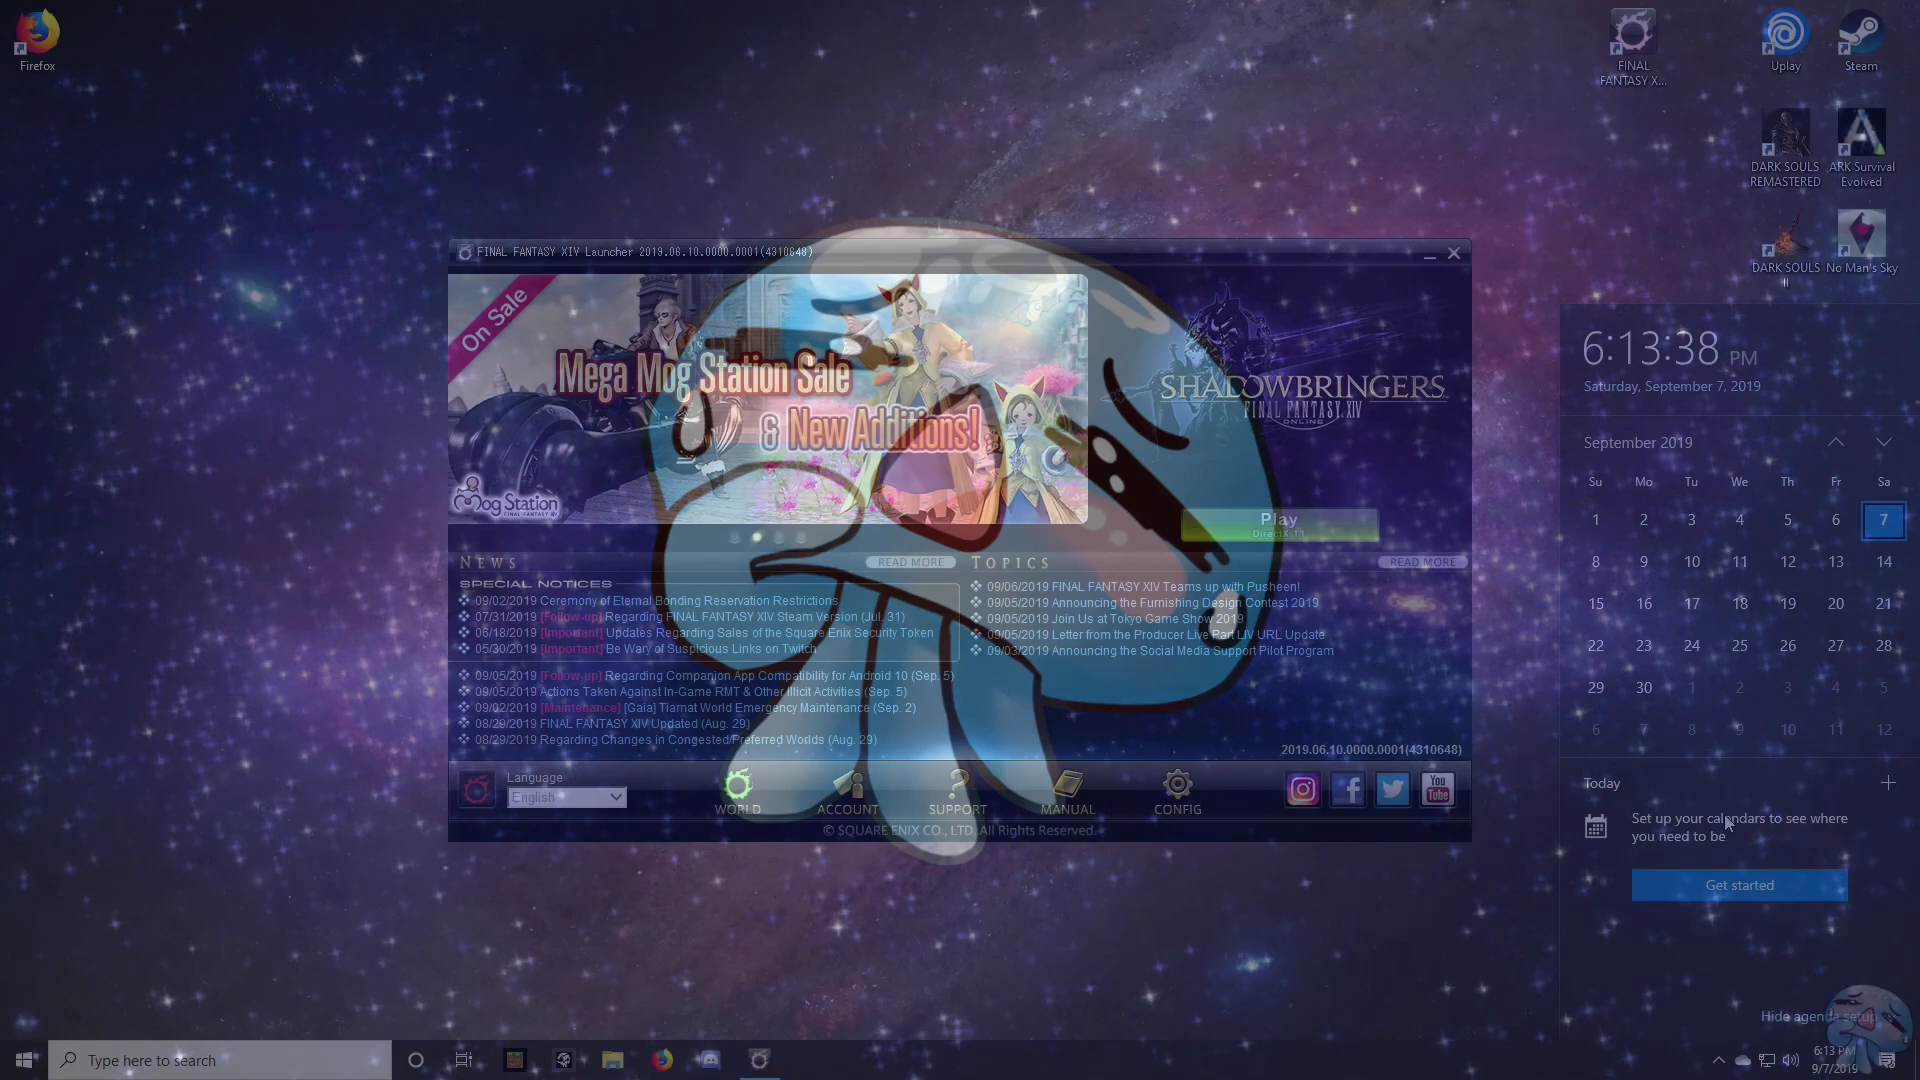 Firefox
FINAL
FANTASY X...
Uplay
Steam
DARK SOULS
REMASTERED
ARK Survival
Evolved
DARK SOULS
II
No Man's Sky
FINAL FANTASY XIV Launcher 2019.06.10.0000.0001(4310648)
On Sale
Mega Mog Station Sale
& New Additions!
Mog Station
FINAL FANTASY XIV
SHADOWBRINGERS
FINAL FANTASY XIV
ONLINE
Play
DirectX 11
NEWS
READ MORE
SPECIAL NOTICES
09/02/2019 Ceremony of Eternal Bonding Reservation Restrictions
07/31/2019 [Follow-up] Regarding FINAL FANTASY XIV Steam Version (Jul. 31)
06/18/2019 [Important] Updates Regarding Sales of the Square Enix Security Token
05/30/2019 [Important] Be Wary of Suspicious Links on Twitch
09/05/2019 [Follow-up] Regarding Companion App Compatibility for Android 10 (Sep. 5)
09/05/2019 Actions Taken Against In-Game RMT & Other Illicit Activities (Sep. 5)
09/02/2019 [Maintenance] [Gaia] Tiamat World Emergency Maintenance (Sep. 2)
08/29/2019 FINAL FANTASY XIV Updated (Aug. 29)
08/29/2019 Regarding Changes in Congested/Preferred Worlds (Aug. 29)
TOPICS
READ MORE
09/06/2019 FINAL FANTASY XIV Teams up with Pusheen!
09/05/2019 Announcing the Furnishing Design Contest 2019
09/05/2019 Join Us at Tokyo Game Show 2019
09/05/2019 Letter from the Producer Live Part LIV URL Update
09/03/2019 Announcing the Social Media Support Pilot Program
2019.06.10.0000.0001(4310648)
Language
English
WORLD
ACCOUNT
SUPPORT
MANUAL
CONFIG
You
Tube
© SQUARE ENIX CO., LTD. All Rights Reserved.
6:13:38 PM
Saturday, September 7, 2019
September 2019
Su Mo Tu We Th Fr Sa
1 2 3 4 5 6 7
8 9 10 11 12 13 14
15 16 17 18 19 20 21
22 23 24 25 26 27 28
29 30 1 2 3 4 5
6 7 8 9 10 11 12
Today
Set up your calendars to see where
you need to be
Get started
Hide agenda setup
Type here to search
6:13 PM
9/7/2019